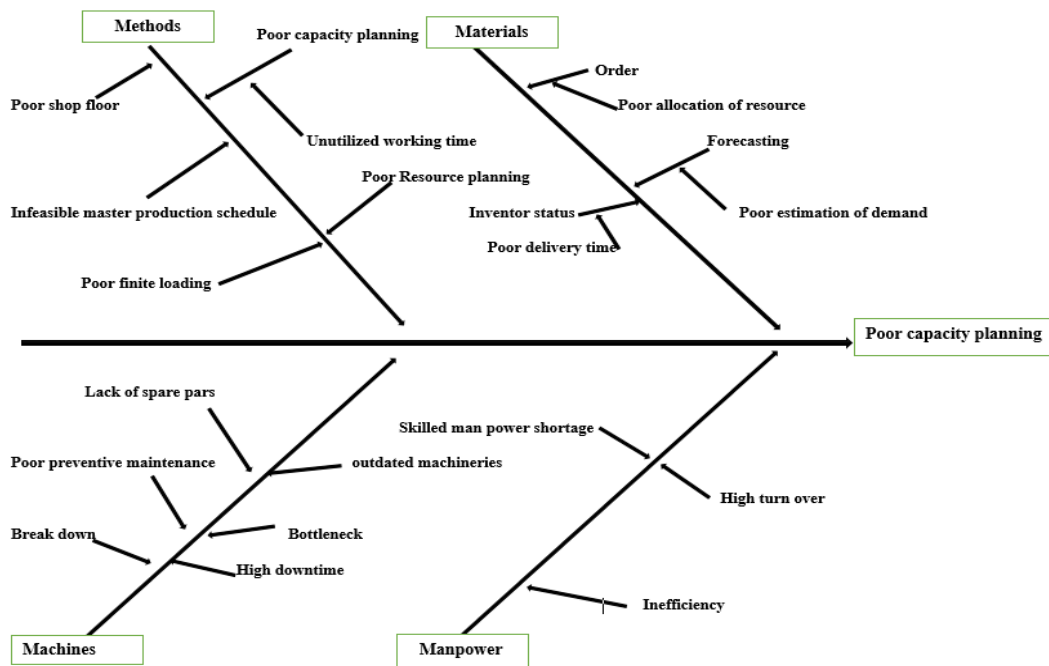 Methods
Materials
Poor capacity planning
Order
Poor shop floor
Poor allocation of resource
Unutilized working time
Forecasting
Poor Resource planning
Infeasible master production schedule
Inventor status
Poor estimation of demand
Poor delivery time
Poor finite loading
Poor capacity planning
Lack of spare pars
Skilled man power shortage
Poor preventive maintenance
outdated machineries
High turn over
Break down
Bottleneck
High downtime
Inefficiency
Machines
Manpower